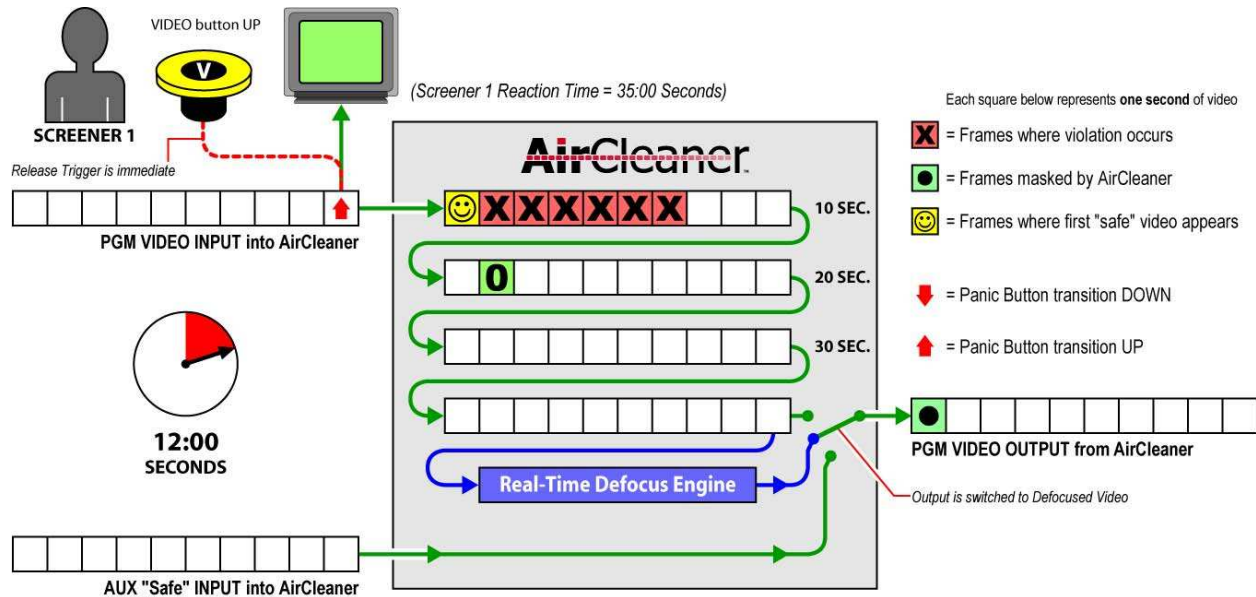 VIDEO button UP
V
SCREENER 1
(Screener 1 Reaction Time = 35:00 Seconds)
Release Trigger is immediate
PGM VIDEO INPUT into AirCleaner
AirCleaner™
X X X X X X
10 SEC.
0
20 SEC.
30 SEC.
Real-Time Defocus Engine
12:00
SECONDS
AUX "Safe" INPUT into AirCleaner
Each square below represents one second of video
X = Frames where violation occurs
= Frames masked by AirCleaner
= Frames where first "safe" video appears
= Panic Button transition DOWN
= Panic Button transition UP
PGM VIDEO OUTPUT from AirCleaner
Output is switched to Defocused Video